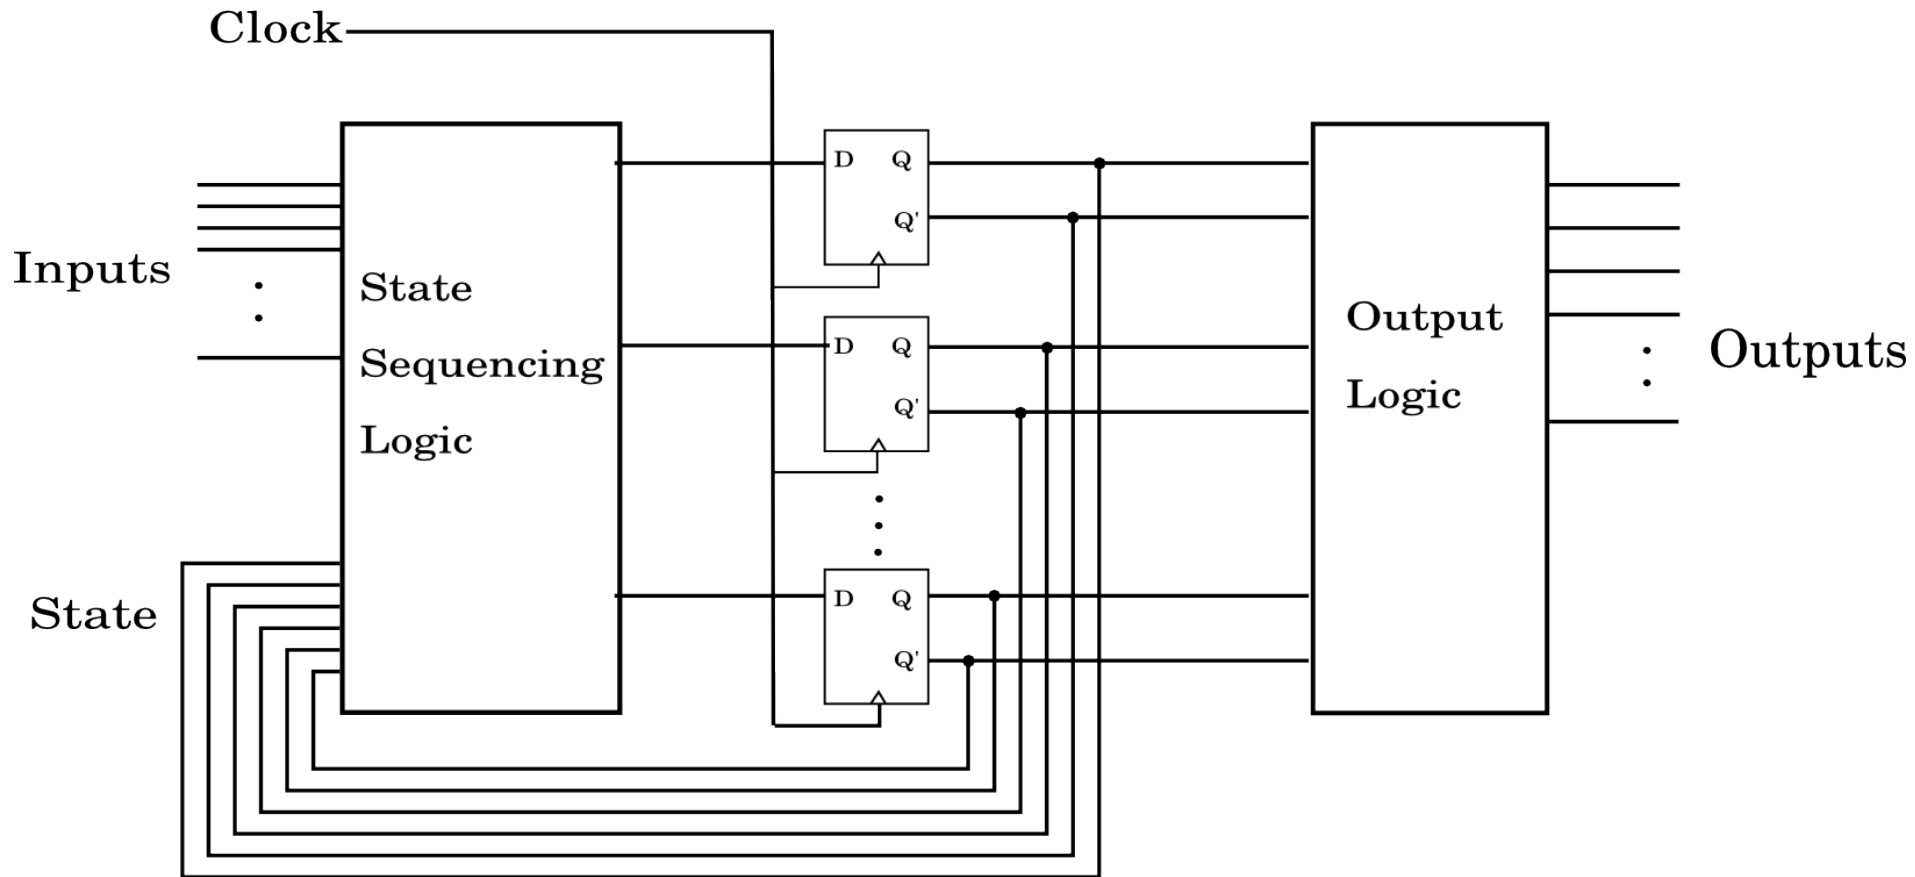 Clock
Inputs
State
Sequencing
Logic
State
D Q
Q'
D Q
Q'
D Q
Q'
Output
Logic
Outputs